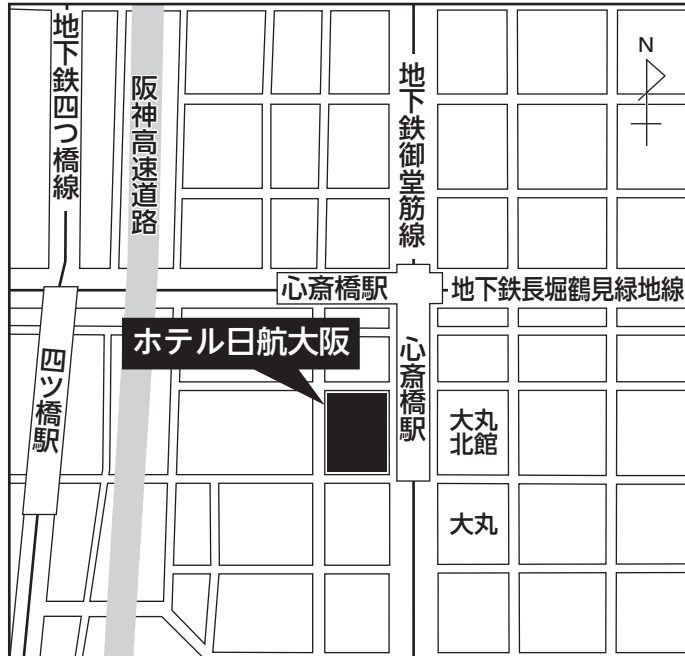 N
地下鉄四つ橋線
阪神高速道路
地下鉄御堂筋線
心斎橋駅
地下鉄長堀鶴見緑地線
ホテル日航大阪
四ツ橋駅
心斎橋駅
大丸
北館
大丸